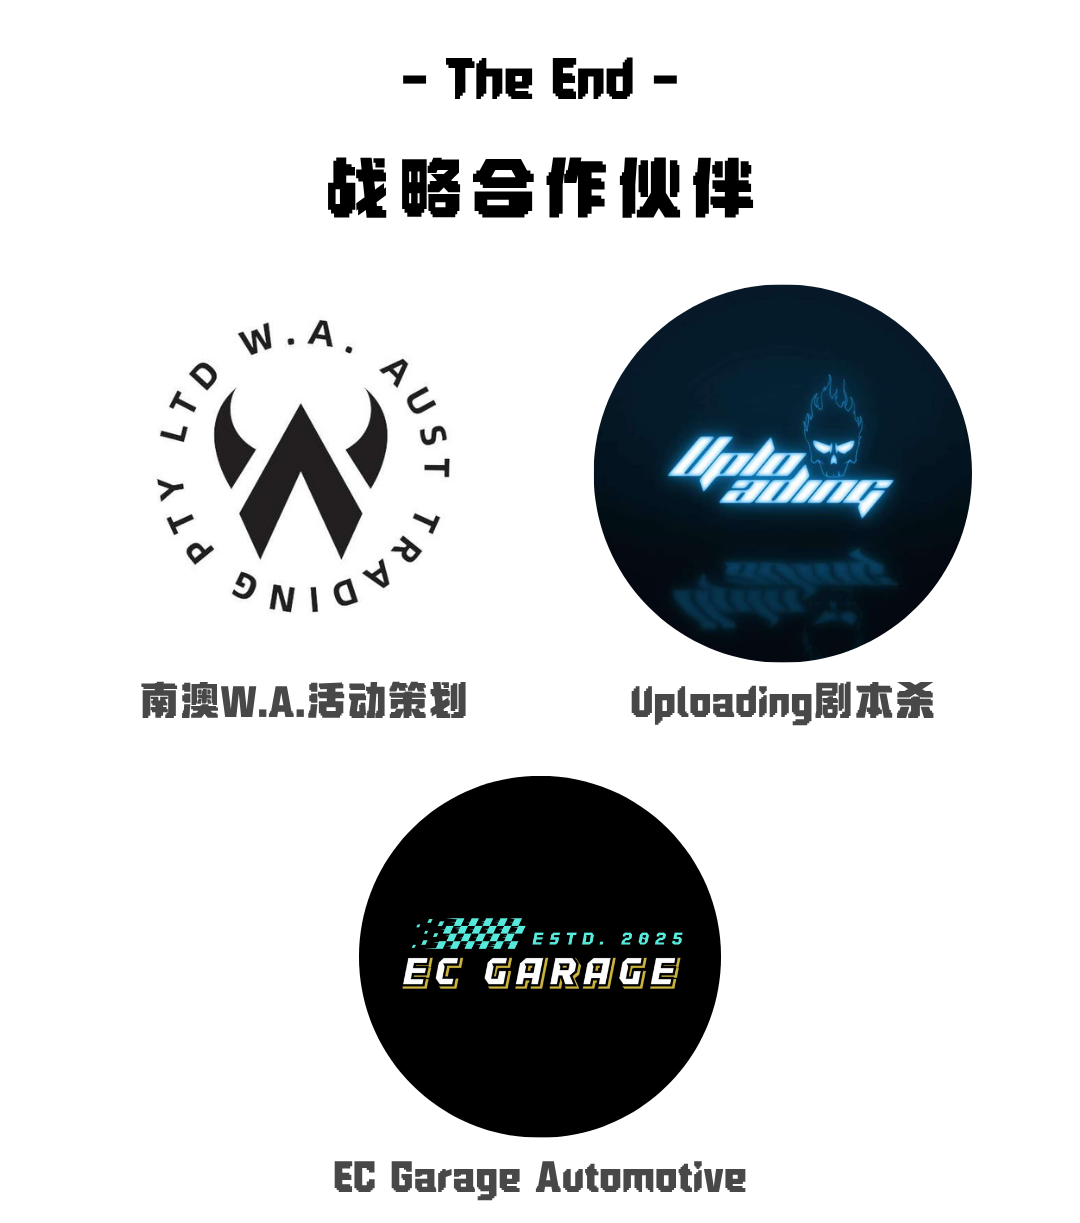 - The End -
战略合作伙伴
W.A. AUST TRADING PTY LTD
Uplo
ading
南澳W.A.活动策划
Uploading剧本杀
ESTD. 2025
EC GARAGE
EC Garage Automotive